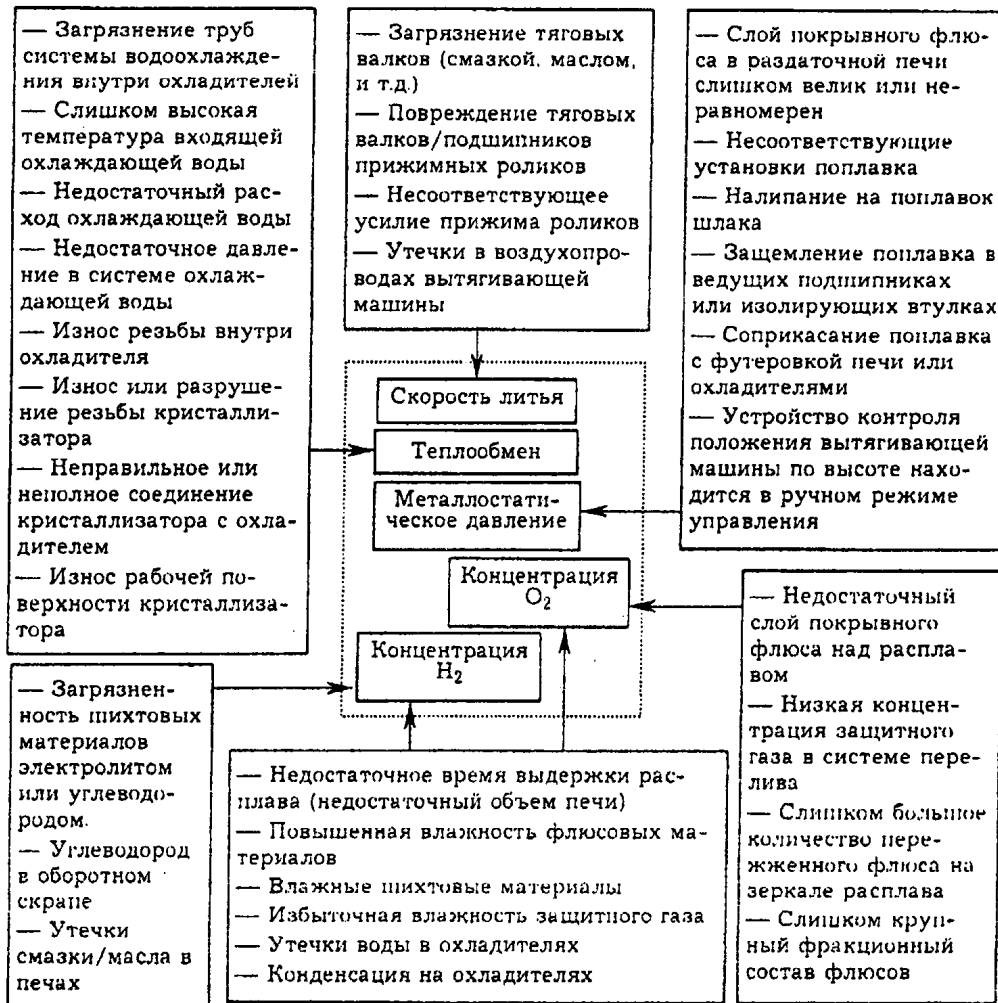 — Загрязнение труб
системы водоохлажде-
ния внутри охладителей
— Слишком высокая
температура входящей
охлаждающей воды
— Недостаточный рас-
ход охлаждающей воды
— Недостаточное давле-
ние в системе охлаж-
дающей воды
— Износ резьбы внутри
охладителя
— Износ или разруше-
ние резьбы кристалли-
затора
— Неправильное или
неполное соединение
кристаллизатора с охла-
дителем
— Износ рабочей по-
верхности кристаллиза-
тора
— Загрязнение тяговых
валков (смазкой, маслом,
и т.д.)
— Повреждение тяговых
валков/подшипников
прижимных роликов
— Несоответствующее
усилие прижима роликов
— Утечки в воздухопро-
водах вытягивающей
машины
— Слой покрывного флю-
са в раздаточной печи
слишком велик или не-
равномерен
— Несоответствующие
установки поплавка
— Налипание на поплавок
шлака
— Защемление поплавка в
ведущих подшипниках
или изолирующих втулках
— Соприкасание поплавка
с футеровкой печи или
охладителями
— Устройство контроля
положения вытягивающей
машины по высоте нахо-
дится в ручном режиме
управления
Скорость литья
Теплообмен
Металлостати-
ческое давление
Концентрация
O₂
Концентрация
H₂
— Загрязнен-
ность шихтовых
материалов
электролитом
или углеводо-
родом.
— Углеводород
в оборотном
скрапе
— Утечки
смазки/масла в
печах
— Недостаточное время выдержки рас-
плава (недостаточный объем печи)
— Повышенная влажность флюсовых ма-
териалов
— Влажные шихтовые материалы
— Избыточная влажность защитного газа
— Утечки воды в охладителях
— Конденсация на охладителях
— Недостаточный
слой покрывного
флюса над распла-
вом
— Низкая концен-
трация защитного
газа в системе пере-
лива
— Слишком большое
количество пере-
жженного флюса на
зеркале расплава
— Слишком круп-
ный фракционный
состав флюсов